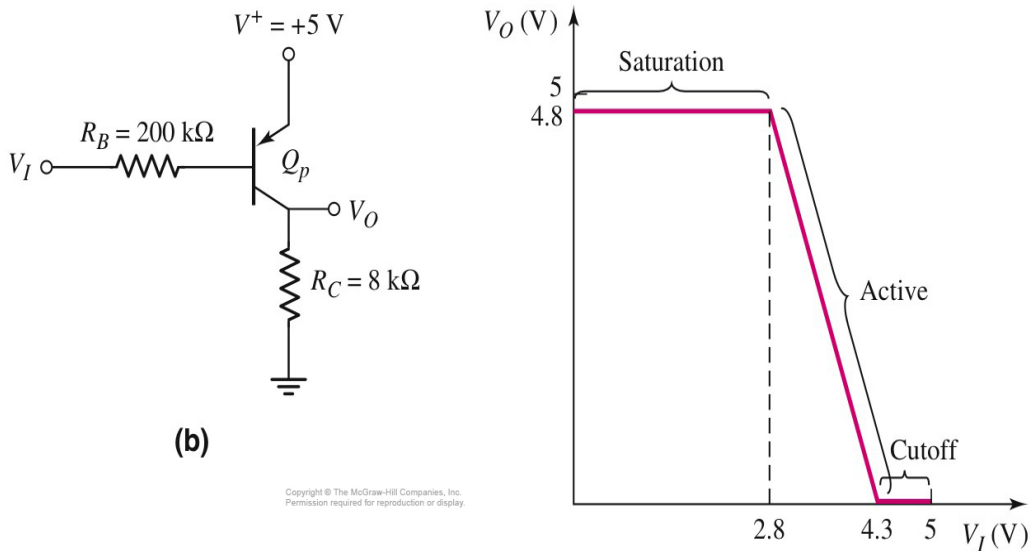 V⁺ = +5 V
R_B = 200 kΩ
V_I
Q_p
V_O
R_C = 8 kΩ
(b)
Copyright © The McGraw-Hill Companies, Inc.
Permission required for reproduction or display.
V_O (V)
Saturation
5
4.8
Active
Cutoff
2.8
4.3
5
V_I (V)